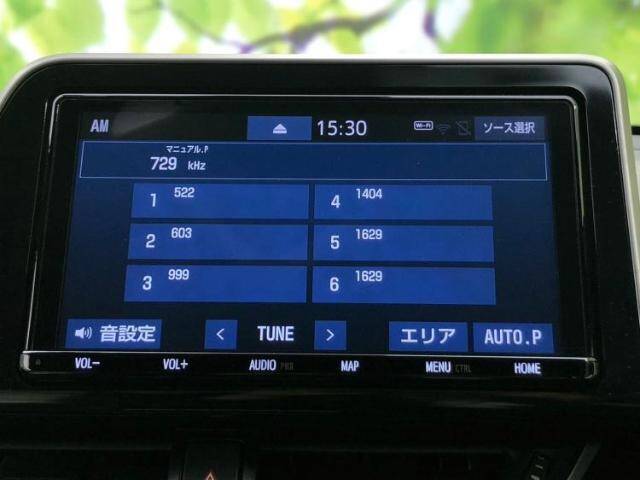 AM 15:30 Wi-Fi ソース選択
マニュアル.P
729 kHz
1 522 4 1404
2 603 5 1629
3 999 6 1629
音設定 < TUNE > エリア AUTO.P
VOL- VOL+ AUDIO PWR MAP MENU CTRL HOME